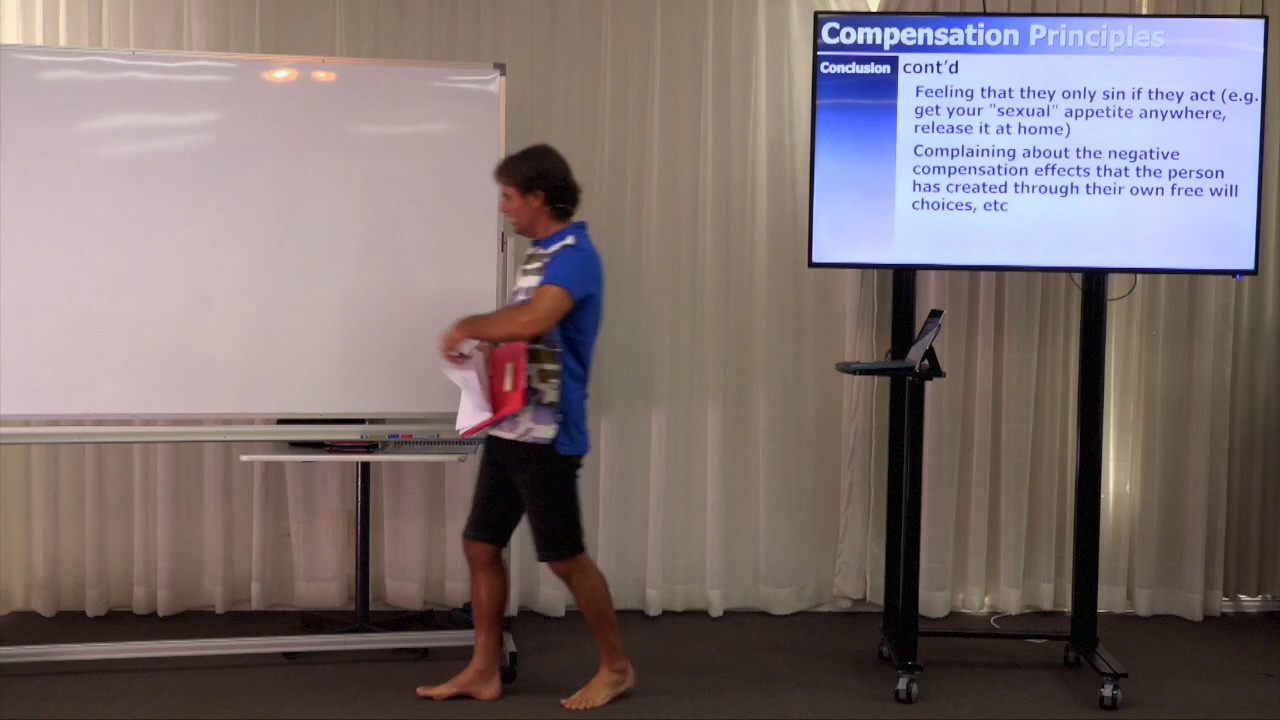 Compensation Principles
Conclusion cont'd
Feeling that they only sin if they act (e.g.
get your "sexual" appetite anywhere,
release it at home)
Complaining about the negative
compensation effects that the person
has created through their own free will
choices, etc